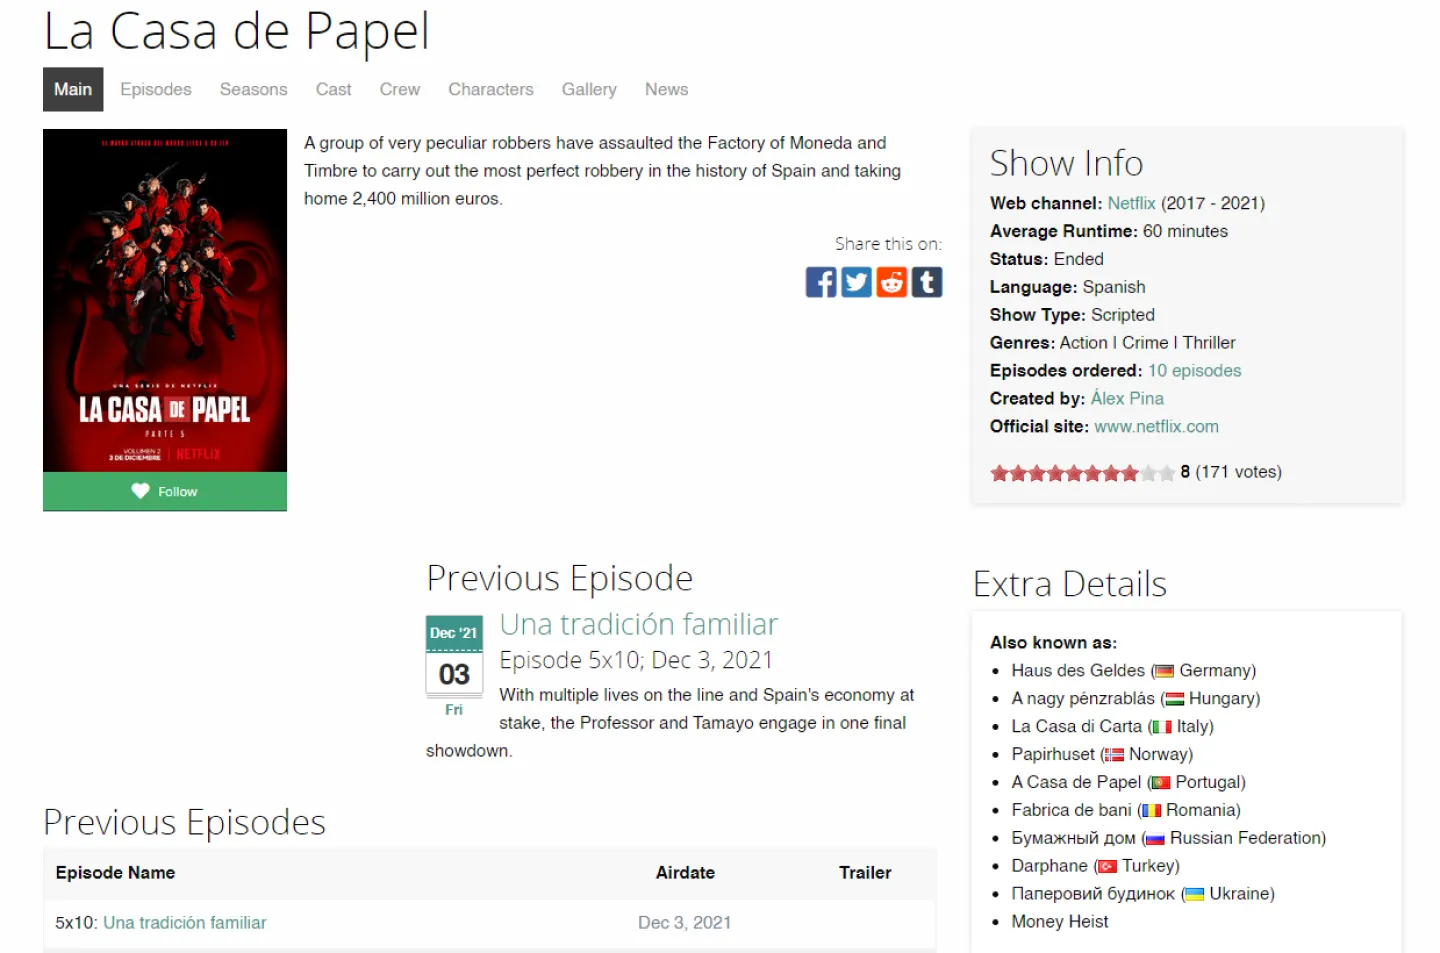 La Casa de Papel
Main Episodes Seasons Cast Crew Characters Gallery News
A group of very peculiar robbers have assaulted the Factory of Moneda and
Timbre to carry out the most perfect robbery in the history of Spain and taking
home 2,400 million euros.
Share this on:
UNA SERIE DE NETFLIX
LA CASA DE PAPEL
PARTE 5
VOLUMEN 2
3 DE DICIEMBRE
NETFLIX
Follow
Show Info
Web channel: Netflix (2017 - 2021)
Average Runtime: 60 minutes
Status: Ended
Language: Spanish
Show Type: Scripted
Genres: Action | Crime | Thriller
Episodes ordered: 10 episodes
Created by: Álex Pina
Official site: www.netflix.com
8 (171 votes)
Previous Episode
Dec '21
03
Fri
Una tradición familiar
Episode 5x10; Dec 3, 2021
With multiple lives on the line and Spain's economy at
stake, the Professor and Tamayo engage in one final
showdown.
Extra Details
Also known as:
Haus des Geldes (Germany)
A nagy pénzrablás (Hungary)
La Casa di Carta (Italy)
Papirhuset (Norway)
A Casa de Papel (Portugal)
Fabrica de bani (Romania)
Бумажный дом (Russian Federation)
Darphane (Turkey)
Паперовий будинок (Ukraine)
Money Heist
Previous Episodes
Episode Name Airdate Trailer
5x10: Una tradición familiar Dec 3, 2021